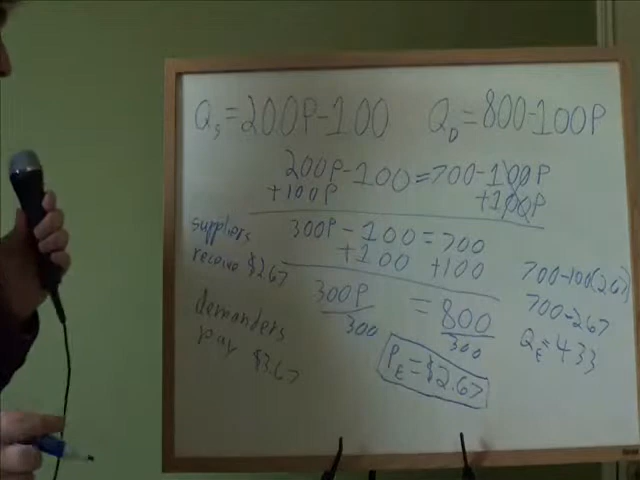 Qs = 200P - 100 QD = 800 - 100P
200P - 100 = 700 - 100P
+100P +100P
300P - 100 = 700
+100 +100
300P = 800
300 300
PE = $2.67
suppliers
receive $2.67
demanders
pay $3.67
700 - 100(2.67)
700 - 267
QE = 433